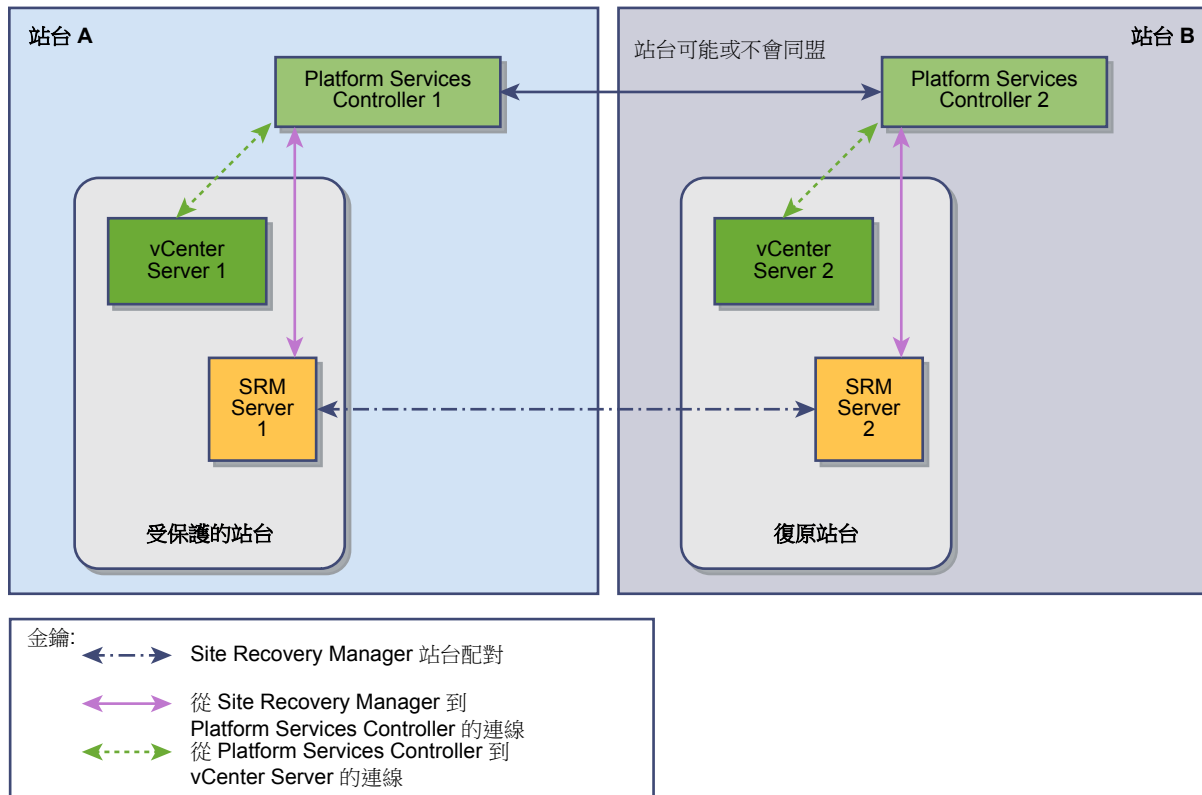 站台 A
站台 B
站台可能或不會同盟
Platform Services
Controller 1
Platform Services
Controller 2
vCenter
Server 1
vCenter
Server 2
SRM
Server
1
SRM
Server
2
受保護的站台
復原站台
金鑰:
Site Recovery Manager 站台配對
從 Site Recovery Manager 到
Platform Services Controller 的連線
從 Platform Services Controller 到
vCenter Server 的連線